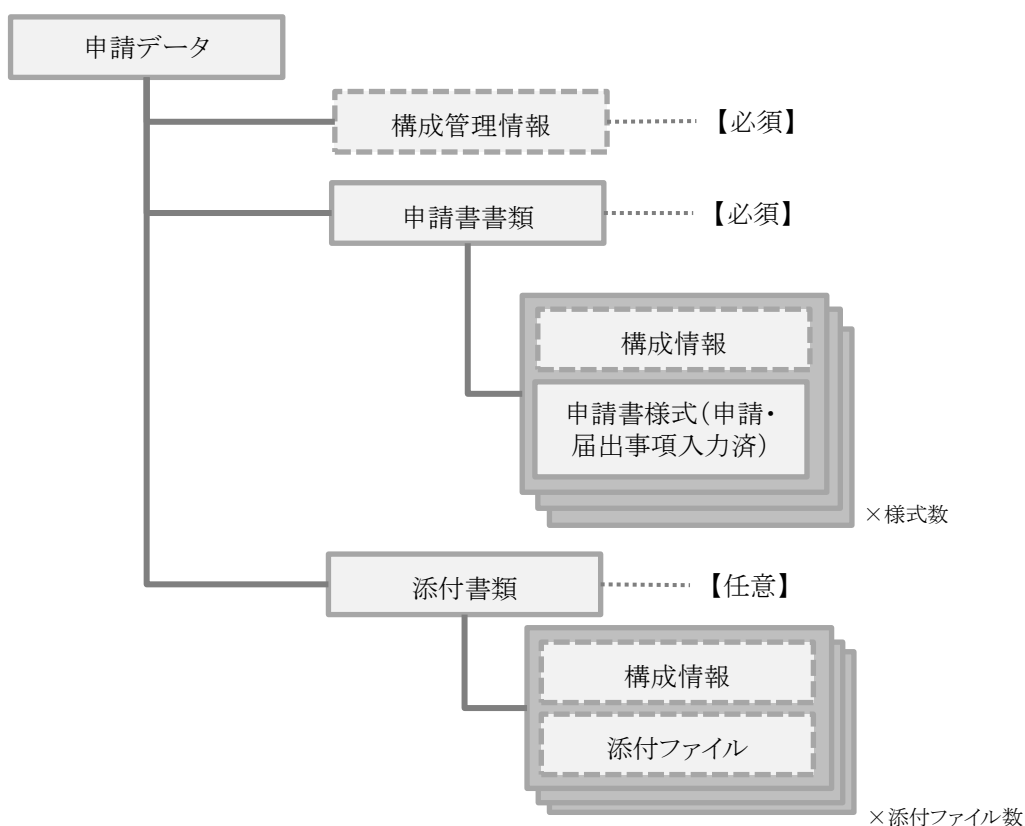 申請データ
構成管理情報
【必須】
申請書書類
【必須】
構成情報
申請書様式(申請・
届出事項入力済)
×様式数
添付書類
【任意】
構成情報
添付ファイル
×添付ファイル数